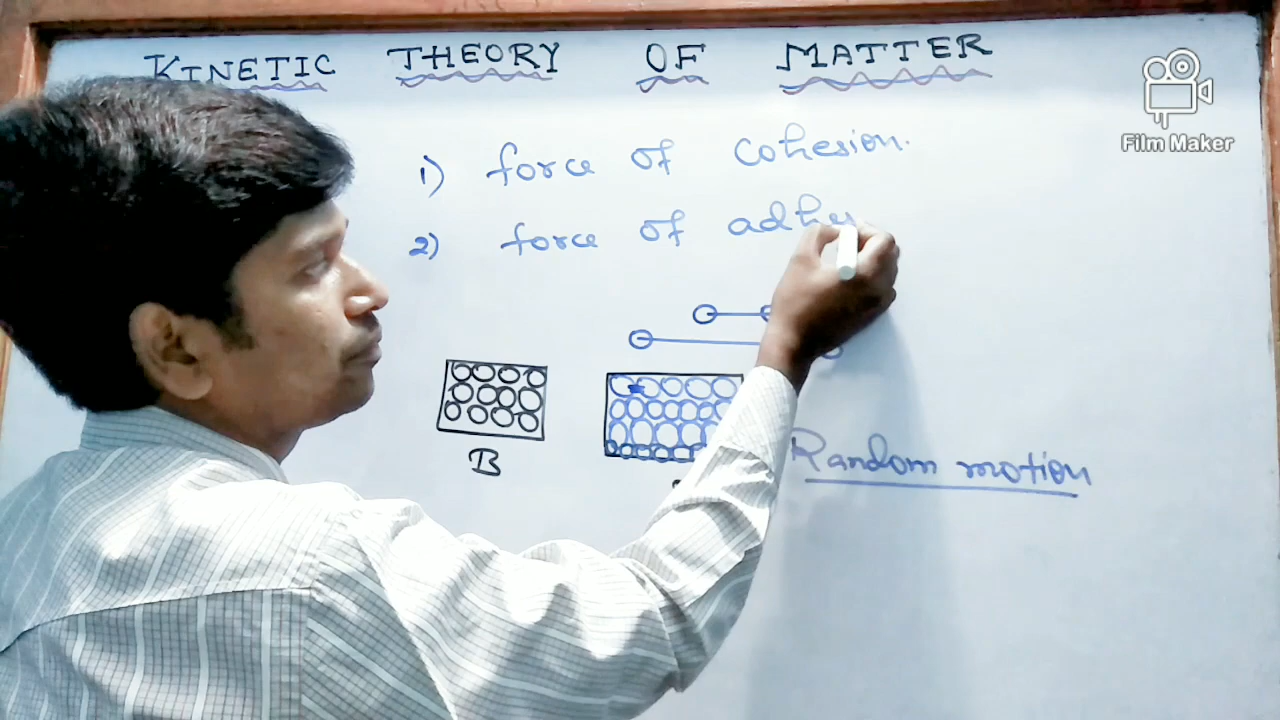 KINETIC THEORY OF MATTER
1) force of cohesion.
2) force of adhe
B
Random motion
Film Maker